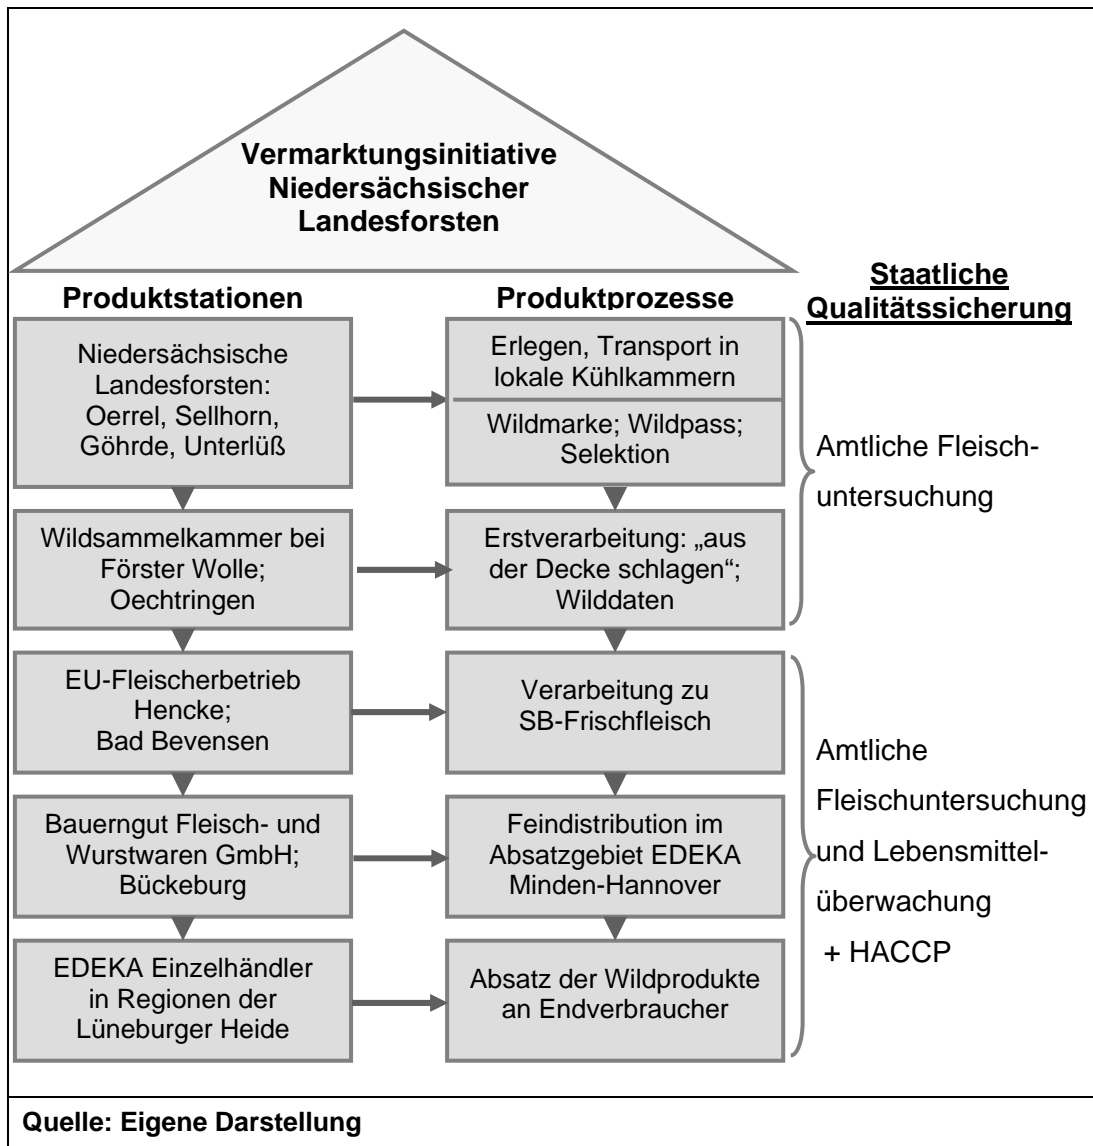 Vermarktungsinitiative
Niedersächsischer
Landesforsten
Staatliche
Qualitätssicherung
Produktstationen
Produktprozesse
Niedersächsische
Landesforsten:
Oerrel, Sellhorn,
Göhrde, Unterlüß
Erlegen, Transport in
lokale Kühlkammern
Wildmarke; Wildpass;
Selektion
Amtliche Fleisch-
untersuchung
Wildsammelkammer bei
Förster Wolle;
Oechtringen
Erstverarbeitung: „aus
der Decke schlagen“;
Wilddaten
EU-Fleischerbetrieb
Hencke;
Bad Bevensen
Verarbeitung zu
SB-Frischfleisch
Amtliche
Fleischuntersuchung
und Lebensmittel-
überwachung
+ HACCP
Bauerngut Fleisch- und
Wurstwaren GmbH;
Bückeburg
Feindistribution im
Absatzgebiet EDEKA
Minden-Hannover
EDEKA Einzelhändler
in Regionen der
Lüneburger Heide
Absatz der Wildprodukte
an Endverbraucher
Quelle: Eigene Darstellung